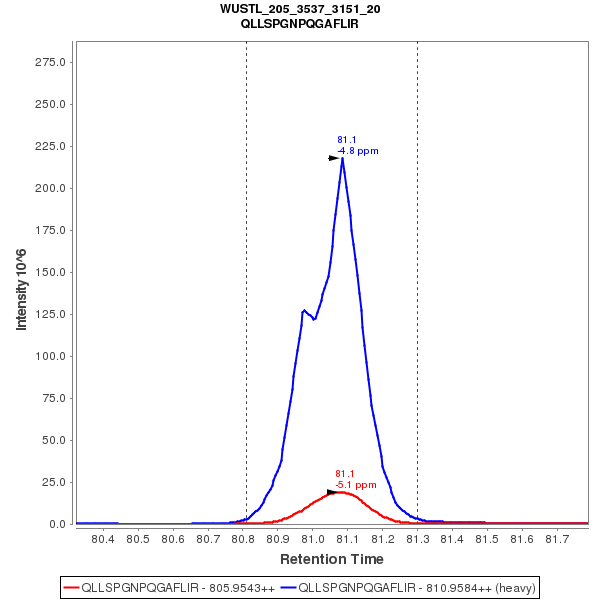 WUSTL_205_3537_3151_20
QLLSPGNPQGAFLIR
275.0
250.0
225.0
200.0
175.0
150.0
125.0
100.0
75.0
50.0
25.0
0.0
Intensity 10^6
81.1
-4.8 ppm
81.1
-5.1 ppm
80.4 80.5 80.6 80.7 80.8 80.9 81.0 81.1 81.2 81.3 81.4 81.5 81.6 81.7
Retention Time
QLLSPGNPQGAFLIR - 805.9543++ QLLSPGNPQGAFLIR - 810.9584++ (heavy)